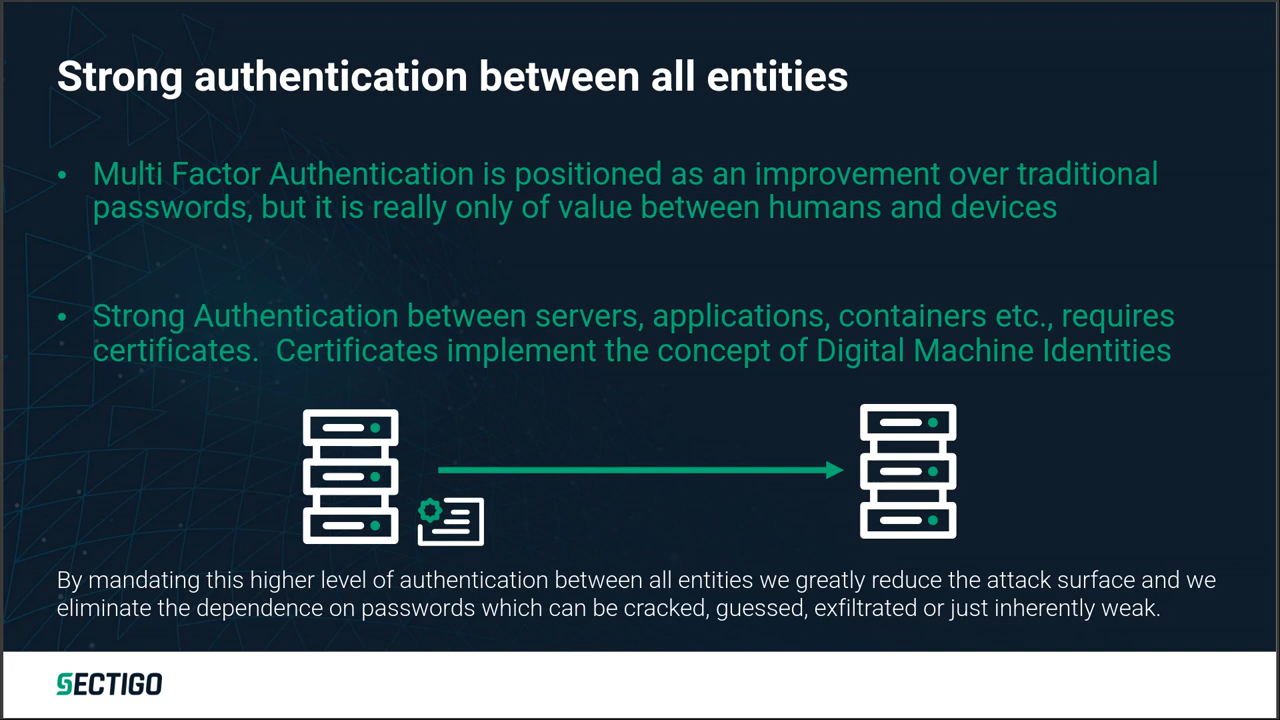 Strong authentication between all entities
• Multi Factor Authentication is positioned as an improvement over traditional
passwords, but it is really only of value between humans and devices
• Strong Authentication between servers, applications, containers etc., requires
certificates.  Certificates implement the concept of Digital Machine Identities
By mandating this higher level of authentication between all entities we greatly reduce the attack surface and we
eliminate the dependence on passwords which can be cracked, guessed, exfiltrated or just inherently weak.
SECTIGO